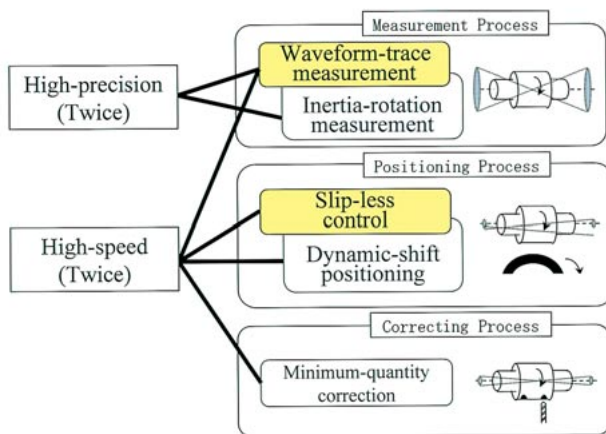 Measurement Process
Waveform-trace
measurement
High-precision
(Twice)
Inertia-rotation
measurement
Positioning Process
Slip-less
control
High-speed
(Twice)
Dynamic-shift
positioning
Correcting Process
Minimum-quantity
correction